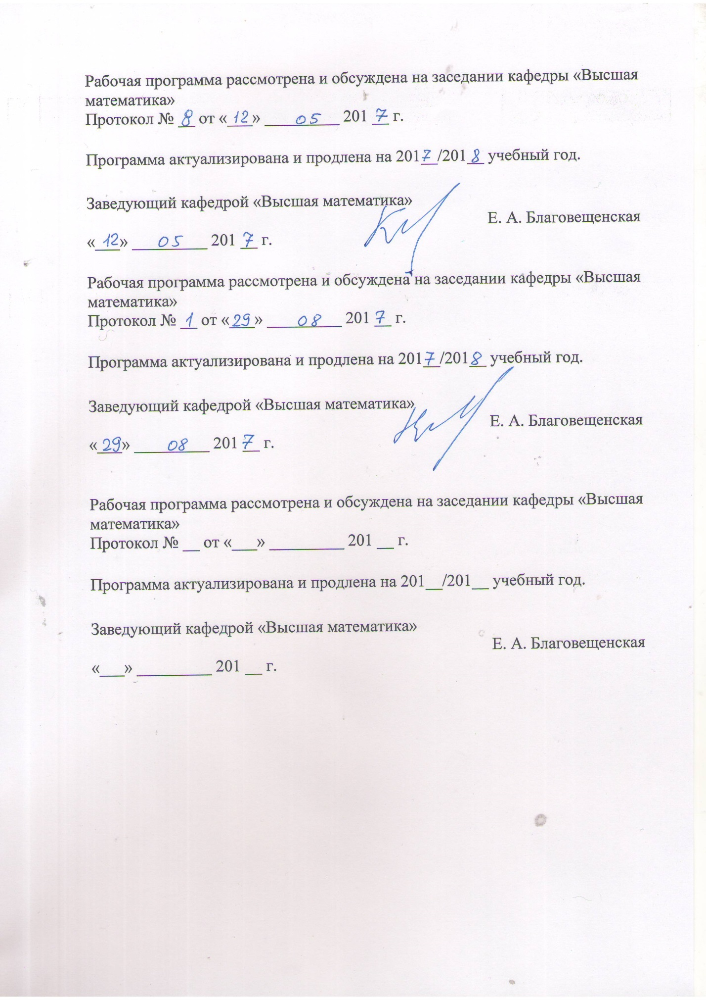 Рабочая программа рассмотрена и обсуждена на заседании кафедры «Высшая
математика»
Протокол № 8 от «12» 05 2017 г.
Программа актуализирована и продлена на 2017/2018 учебный год.
Заведующий кафедрой «Высшая математика»
Е. А. Благовещенская
«12» 05 2017 г.
Рабочая программа рассмотрена и обсуждена на заседании кафедры «Высшая
математика»
Протокол № 1 от «29» 08 2017 г.
Программа актуализирована и продлена на 2017/2018 учебный год.
Заведующий кафедрой «Высшая математика»
Е. А. Благовещенская
«29» 08 2017 г.
Рабочая программа рассмотрена и обсуждена на заседании кафедры «Высшая
математика»
Протокол № __ от «___» _________ 201 __ г.
Программа актуализирована и продлена на 201__/201__ учебный год.
Заведующий кафедрой «Высшая математика»
Е. А. Благовещенская
«___» _________ 201 __ г.